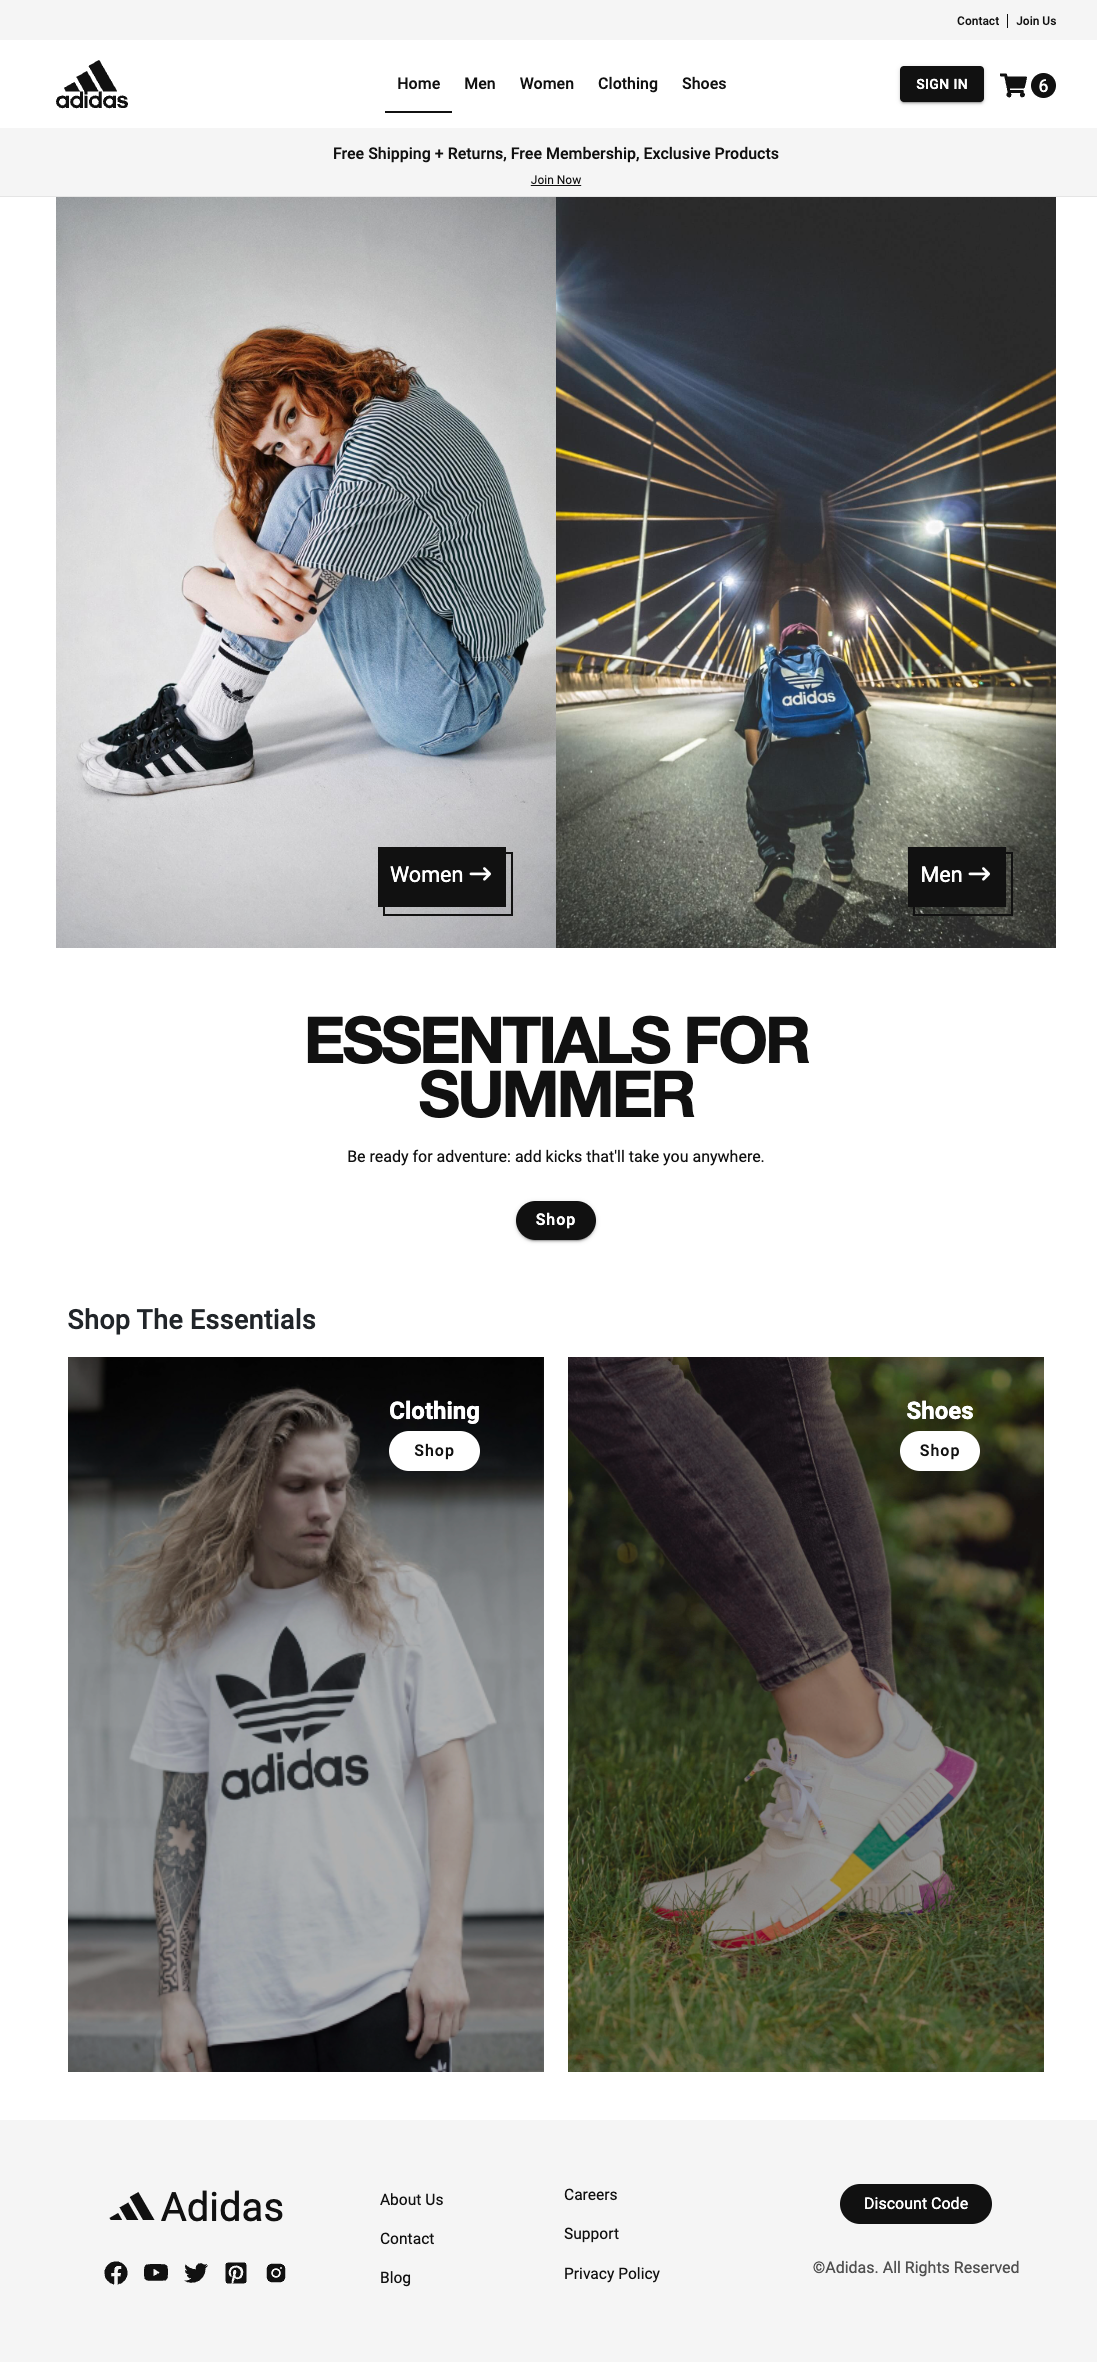 Contact | Join Us
adidas
Home Men Women Clothing Shoes
SIGN IN
6
Free Shipping + Returns, Free Membership, Exclusive Products
Join Now
adidas
Women →
Men →
ESSENTIALS FOR
SUMMER
Be ready for adventure: add kicks that'll take you anywhere.
Shop
Shop The Essentials
Clothing
Shop
adidas
Shoes
Shop
Adidas
About Us
Contact
Blog
Careers
Support
Privacy Policy
Discount Code
©Adidas. All Rights Reserved